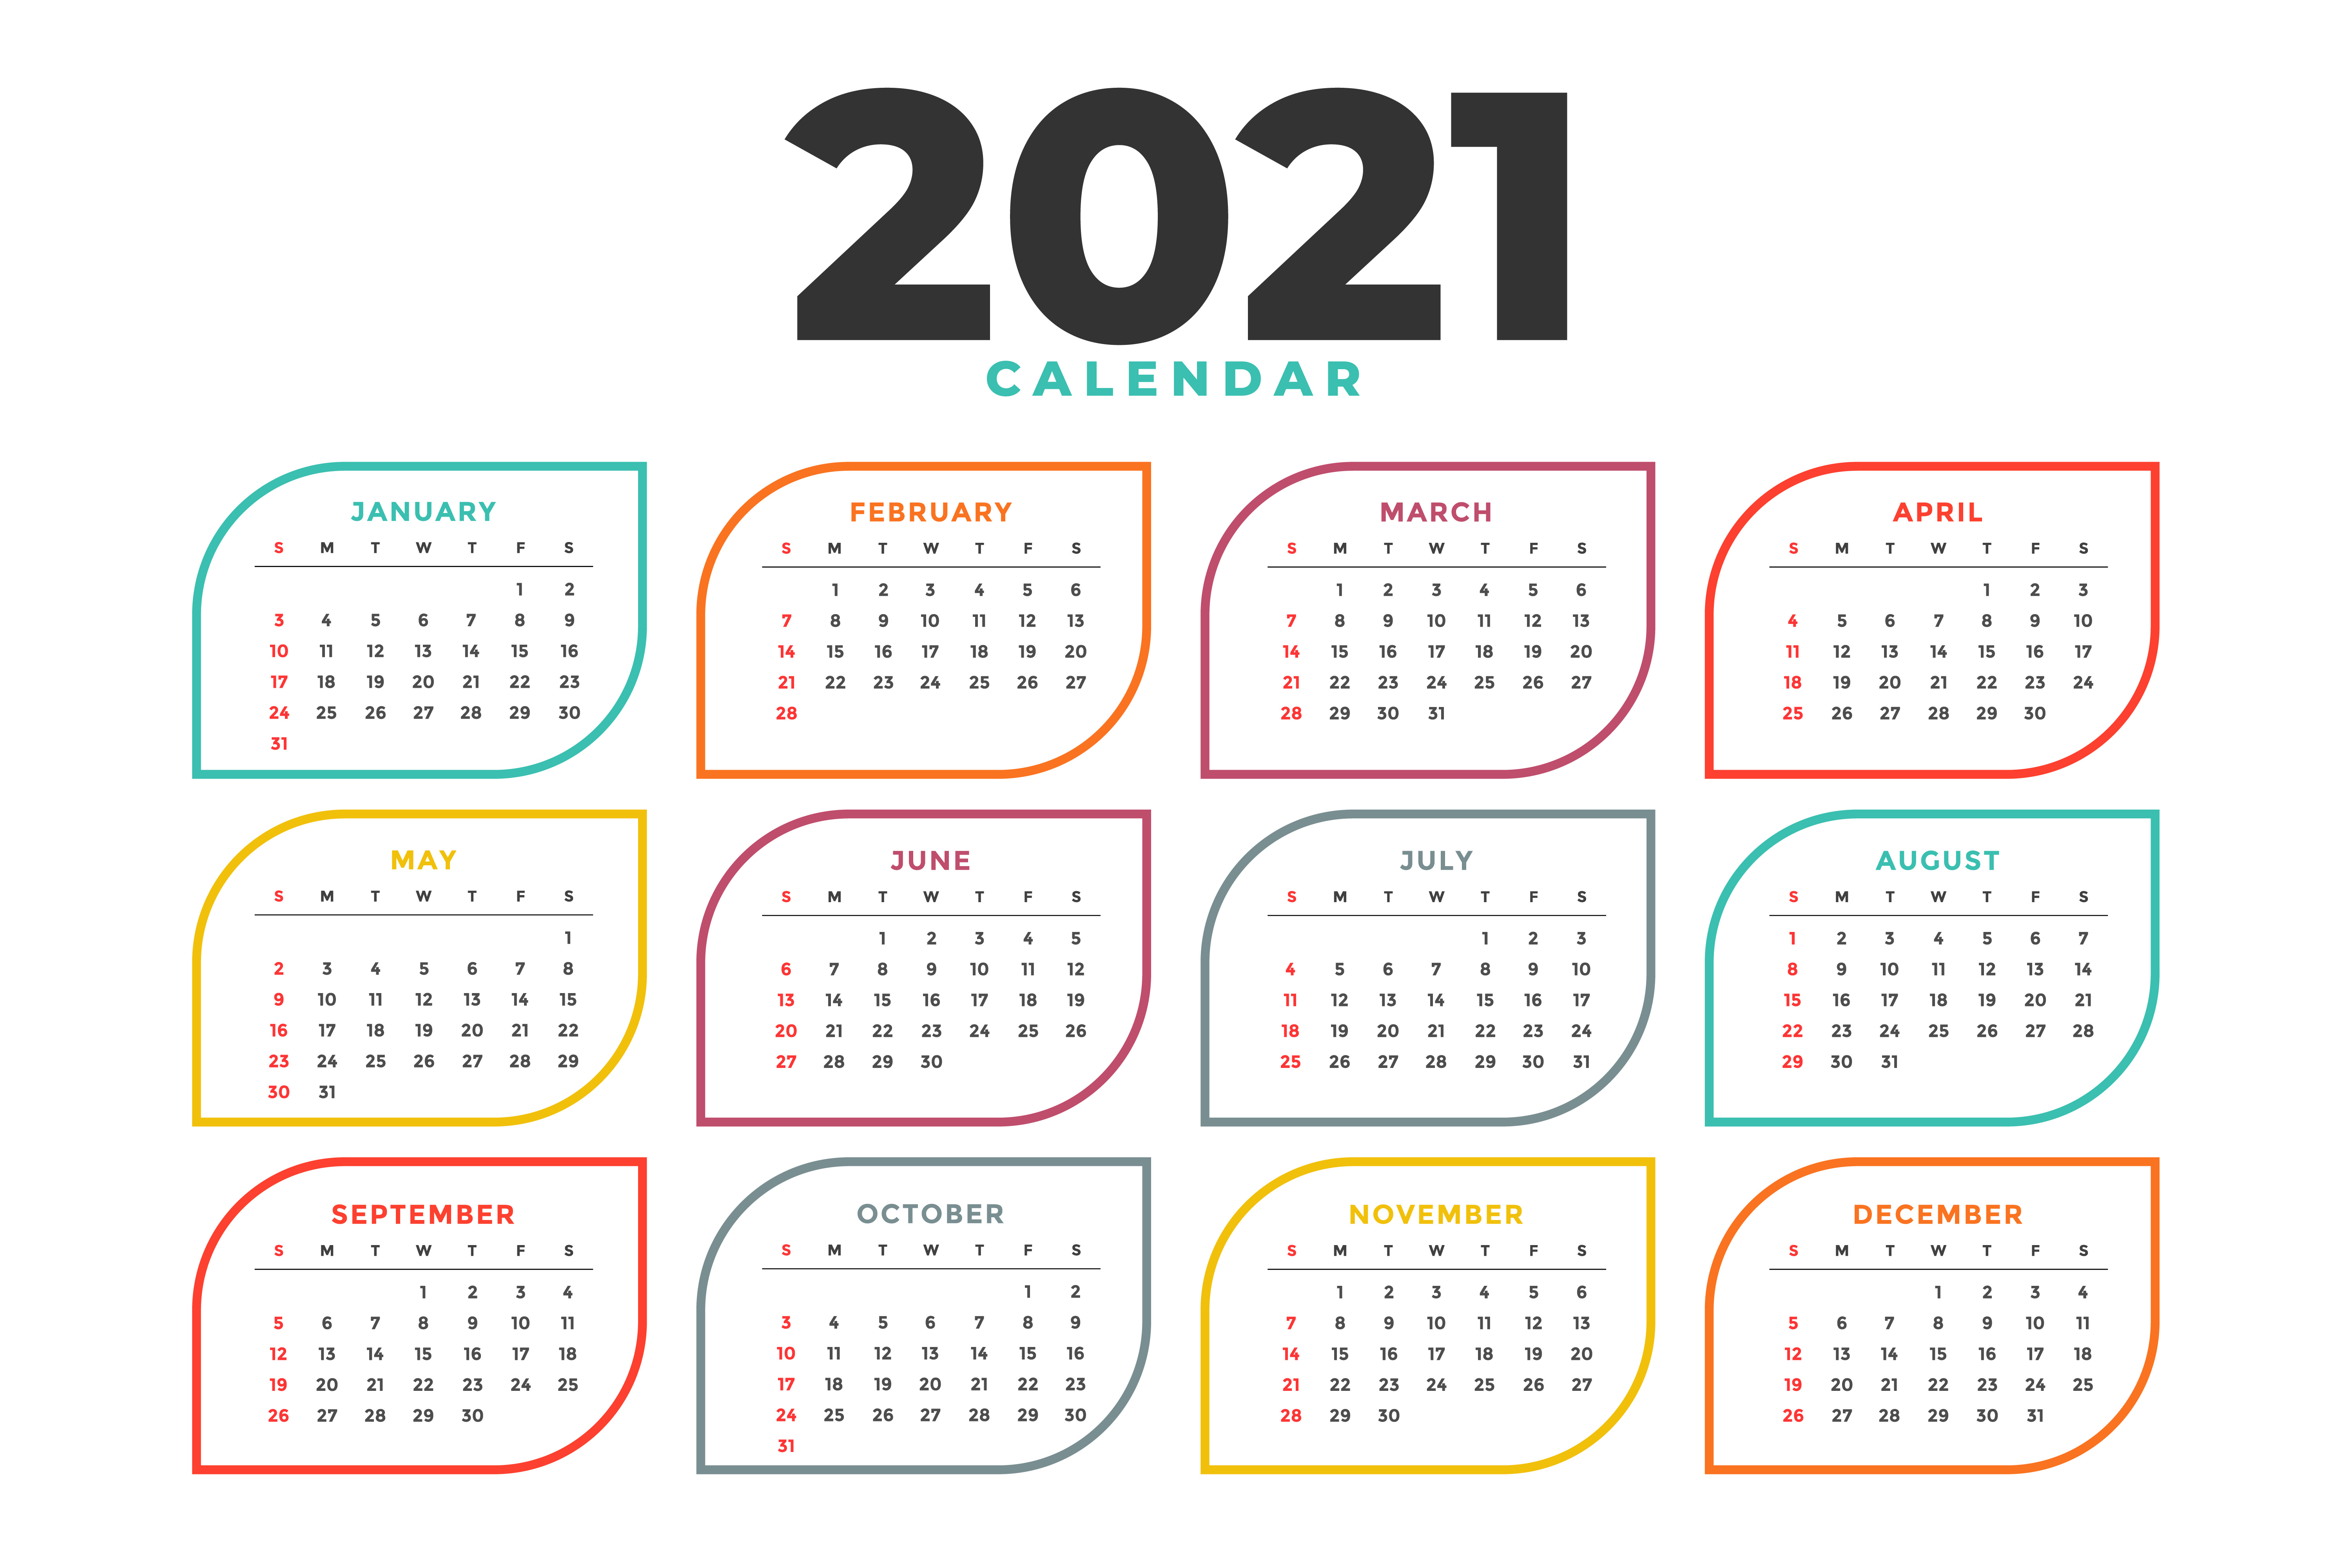 2021
CALENDAR
JANUARY
S M T W T F S
1 2
3 4 5 6 7 8 9
10 11 12 13 14 15 16
17 18 19 20 21 22 23
24 25 26 27 28 29 30
31
FEBRUARY
S M T W T F S
1 2 3 4 5 6
7 8 9 10 11 12 13
14 15 16 17 18 19 20
21 22 23 24 25 26 27
28
MARCH
S M T W T F S
1 2 3 4 5 6
7 8 9 10 11 12 13
14 15 16 17 18 19 20
21 22 23 24 25 26 27
28 29 30 31
APRIL
S M T W T F S
1 2 3
4 5 6 7 8 9 10
11 12 13 14 15 16 17
18 19 20 21 22 23 24
25 26 27 28 29 30
MAY
S M T W T F S
1
2 3 4 5 6 7 8
9 10 11 12 13 14 15
16 17 18 19 20 21 22
23 24 25 26 27 28 29
30 31
JUNE
S M T W T F S
1 2 3 4 5
6 7 8 9 10 11 12
13 14 15 16 17 18 19
20 21 22 23 24 25 26
27 28 29 30
JULY
S M T W T F S
1 2 3
4 5 6 7 8 9 10
11 12 13 14 15 16 17
18 19 20 21 22 23 24
25 26 27 28 29 30 31
AUGUST
S M T W T F S
1 2 3 4 5 6 7
8 9 10 11 12 13 14
15 16 17 18 19 20 21
22 23 24 25 26 27 28
29 30 31
SEPTEMBER
S M T W T F S
1 2 3 4
5 6 7 8 9 10 11
12 13 14 15 16 17 18
19 20 21 22 23 24 25
26 27 28 29 30
OCTOBER
S M T W T F S
1 2
3 4 5 6 7 8 9
10 11 12 13 14 15 16
17 18 19 20 21 22 23
24 25 26 27 28 29 30
31
NOVEMBER
S M T W T F S
1 2 3 4 5 6
7 8 9 10 11 12 13
14 15 16 17 18 19 20
21 22 23 24 25 26 27
28 29 30
DECEMBER
S M T W T F S
1 2 3 4
5 6 7 8 9 10 11
12 13 14 15 16 17 18
19 20 21 22 23 24 25
26 27 28 29 30 31